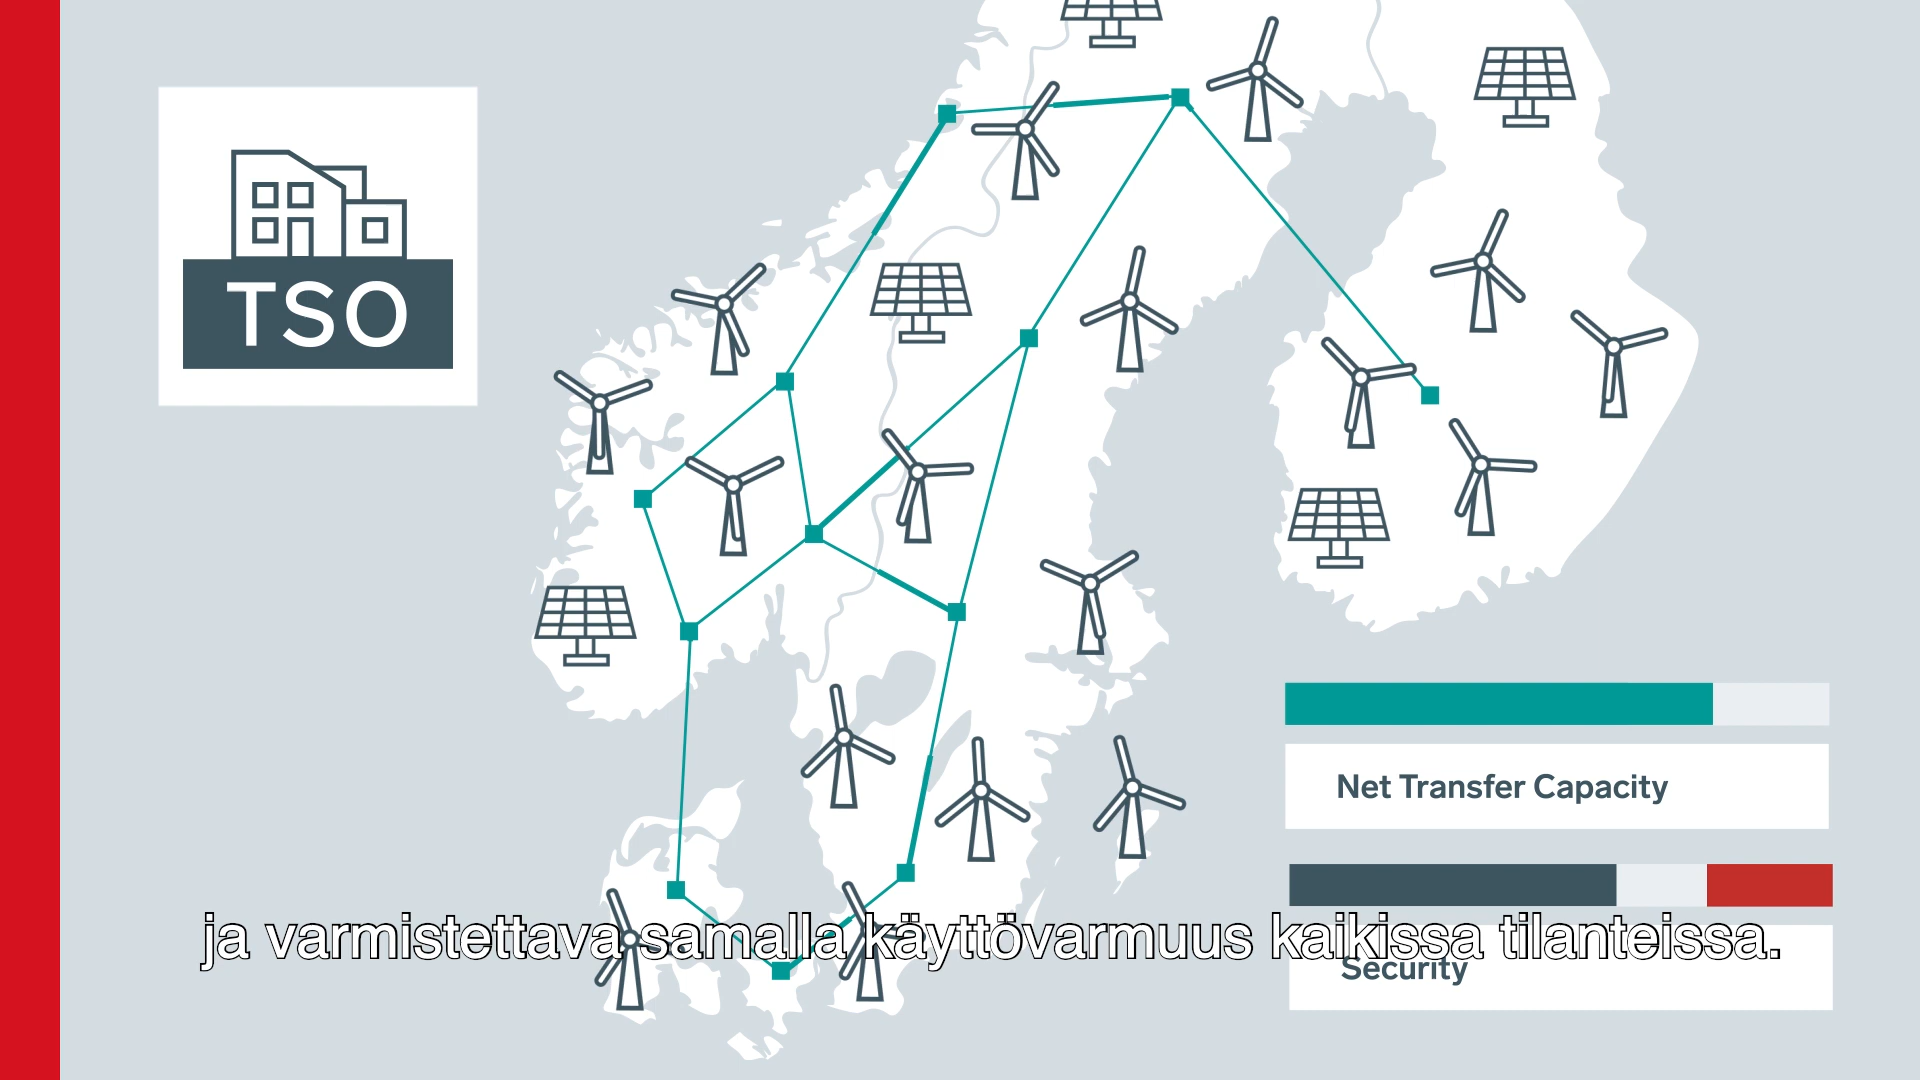 TSO
Net Transfer Capacity
ja varmistettava samalla käyttövarmuus kaikissa tilanteissa.
Security